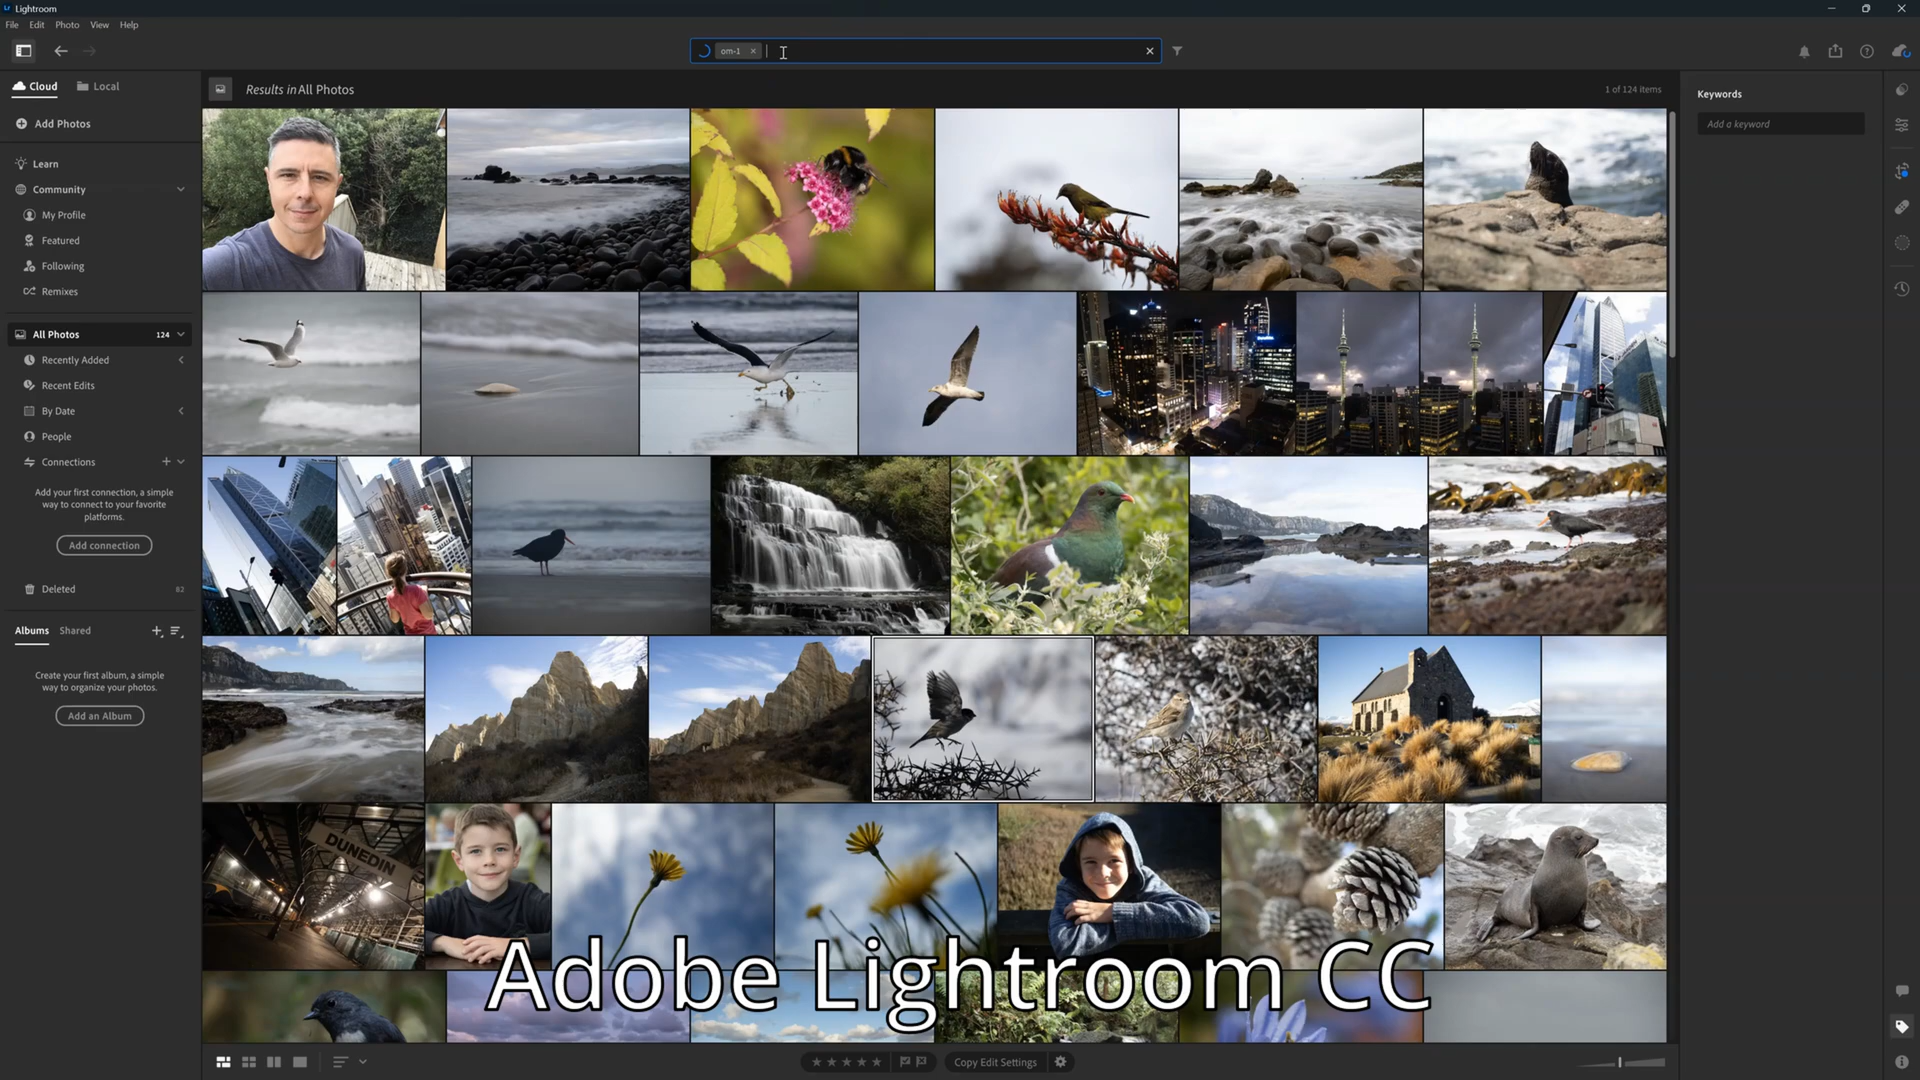 Lr Lightroom
File Edit Photo View Help
om-1
Cloud Local
Results in All Photos
1 of 124 items
Keywords
Add a keyword
Add Photos
Learn
Community
My Profile
Featured
Following
Remixes
All Photos 124
Recently Added
Recent Edits
By Date
People
Connections
Add your first connection, a simple
way to connect to your favorite
platforms.
Add connection
Deleted 82
Albums Shared
Create your first album, a simple
way to organize your photos.
Add an Album
DUNEDIN
Adobe Lightroom CC
Copy Edit Settings